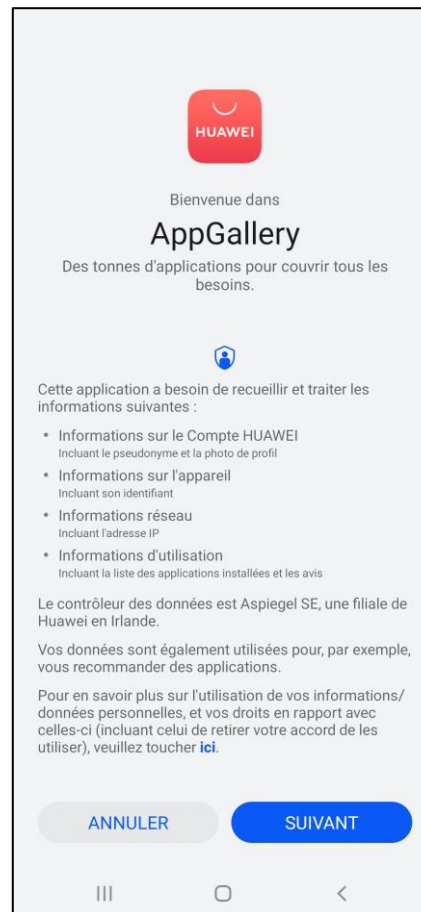 HUAWEI
Bienvenue dans
AppGallery
Des tonnes d'applications pour couvrir tous les
besoins.
Cette application a besoin de recueillir et traiter les
informations suivantes :
• Informations sur le Compte HUAWEI
Incluant le pseudonyme et la photo de profil
• Informations sur l'appareil
Incluant son identifiant
• Informations réseau
Incluant l'adresse IP
• Informations d'utilisation
Incluant la liste des applications installées et les avis
Le contrôleur des données est Aspiegel SE, une filiale de
Huawei en Irlande.
Vos données sont également utilisées pour, par exemple,
vous recommander des applications.
Pour en savoir plus sur l'utilisation de vos informations/
données personnelles, et vos droits en rapport avec
celles-ci (incluant celui de retirer votre accord de les
utiliser), veuillez toucher ici.
ANNULER
SUIVANT